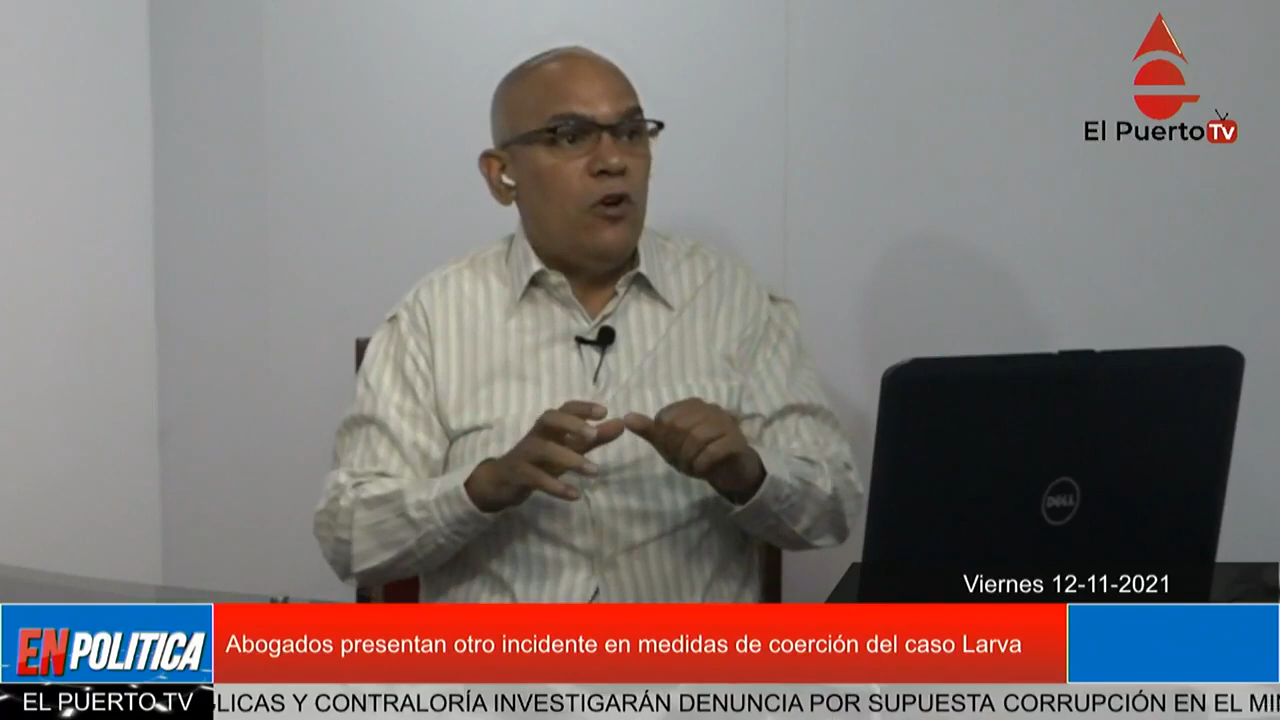 El Puerto Tv
DELL
Viernes 12-11-2021
EN POLITICA
Abogados presentan otro incidente en medidas de coerción del caso Larva
EL PUERTO TV
BLICAS Y CONTRALORÍA INVESTIGARÁN DENUNCIA POR SUPUESTA CORRUPCIÓN EN EL MI